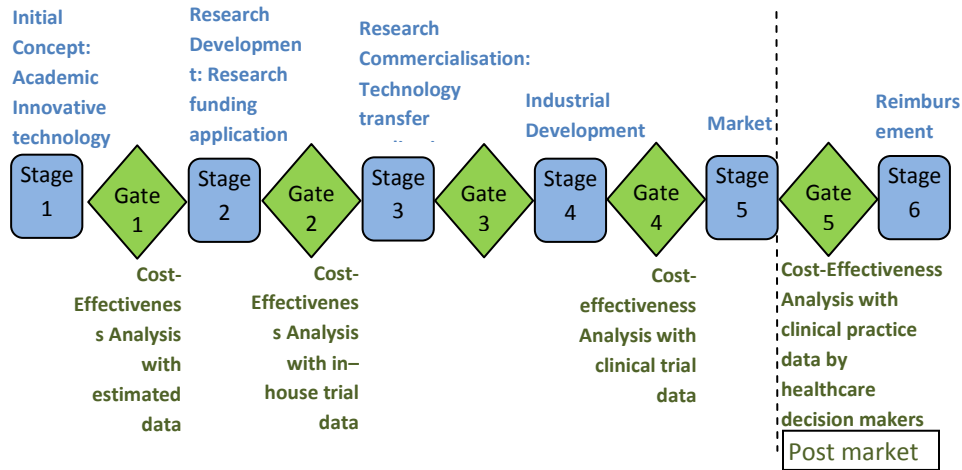 Initial
Concept:
Academic
Innovative
technology
Research
Developmen
t: Research
funding
application
Research
Commercialisation:
Technology
transfer
Industrial
Development
Market
Reimburs
ement
Stage
1
Gate
1
Stage
2
Gate
2
Stage
3
Gate
3
Stage
4
Gate
4
Stage
5
Gate
5
Stage
6
Cost-
Effectivenes
s Analysis
with
estimated
data
Cost-
Effectivenes
s Analysis
with in–
house trial
data
Cost-
effectiveness
Analysis with
clinical trial
data
Cost-Effectiveness
Analysis with
clinical practice
data by
healthcare
decision makers
Post market